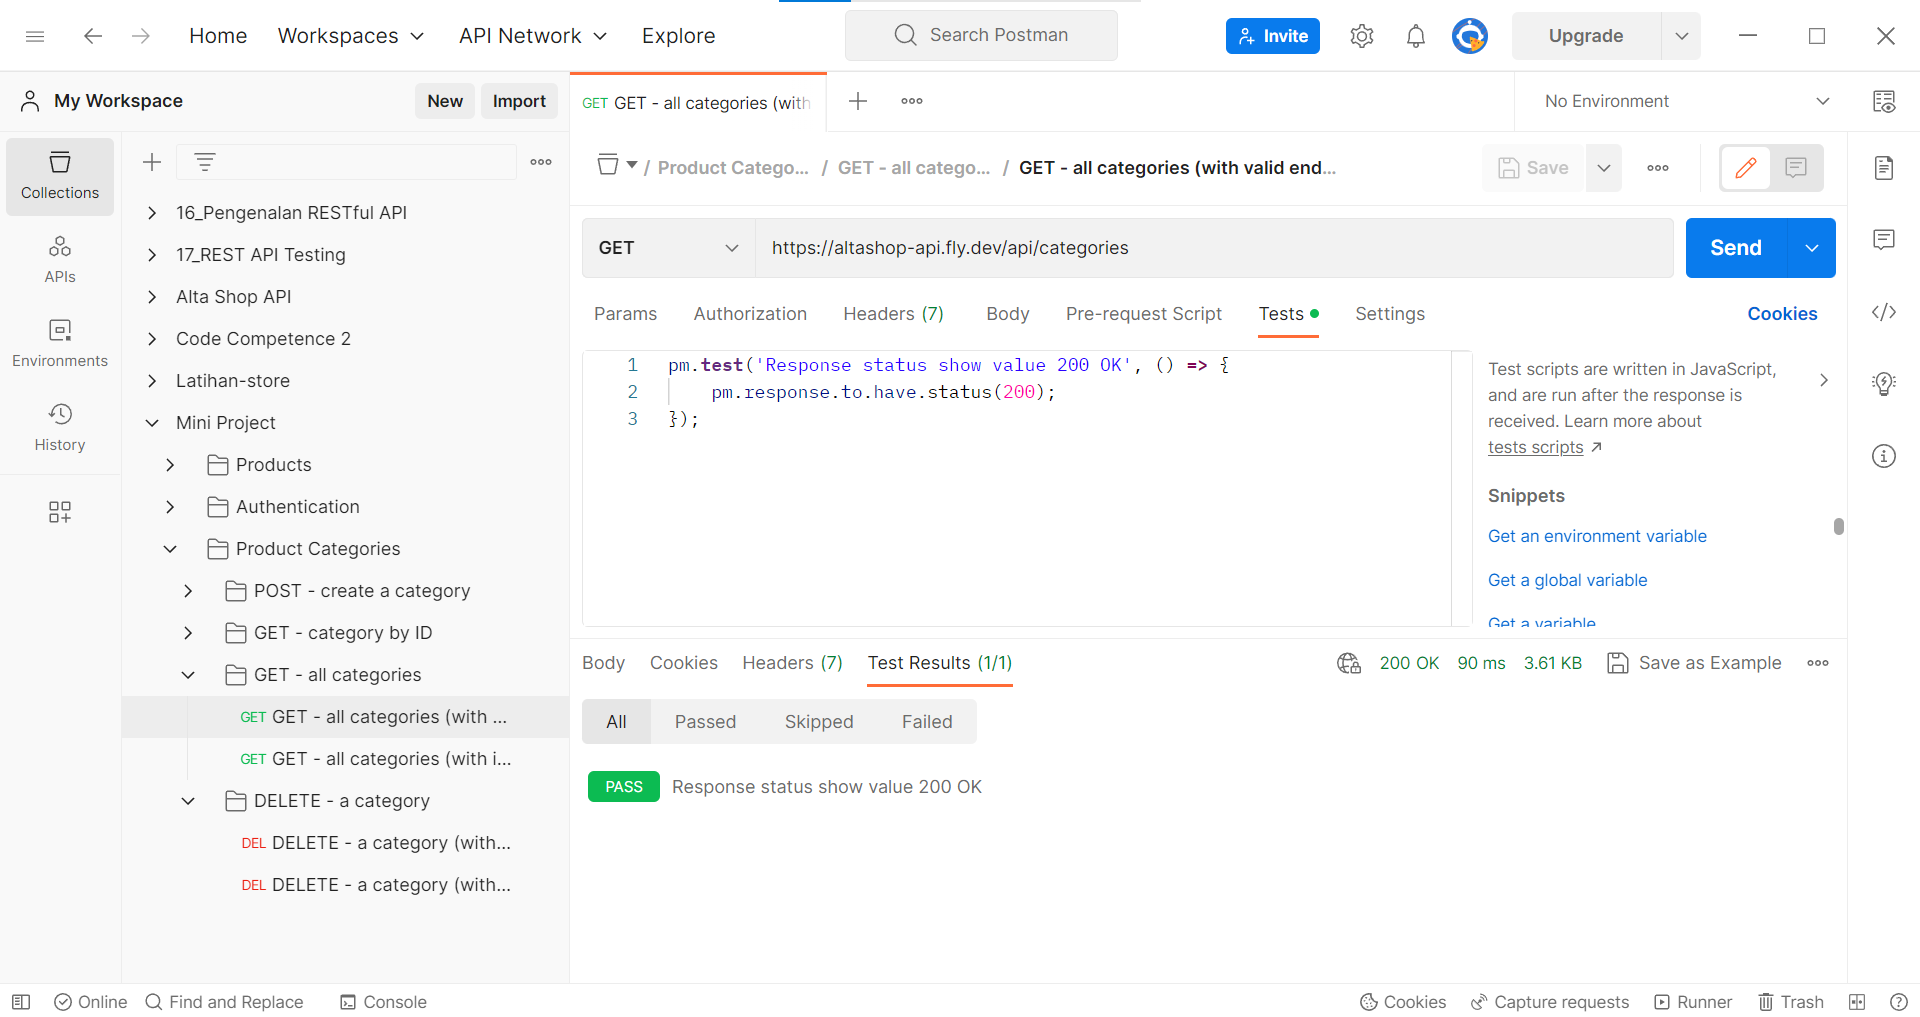 Home
Workspaces
API Network
Explore
Search Postman
Invite
Upgrade
My Workspace
New
Import
GET GET - all categories (with
No Environment
Collections
APIs
Environments
History
16_Pengenalan RESTful API
17_REST API Testing
Alta Shop API
Code Competence 2
Latihan-store
Mini Project
Products
Authentication
Product Categories
POST - create a category
GET - category by ID
GET - all categories
GET GET - all categories (with ...
GET GET - all categories (with i...
DELETE - a category
DEL DELETE - a category (with...
DEL DELETE - a category (with...
/ Product Catego... / GET - all catego... / GET - all categories (with valid end...
Save
GET
https://altashop-api.fly.dev/api/categories
Send
Params
Authorization
Headers (7)
Body
Pre-request Script
Tests
Settings
Cookies
1 pm.test('Response status show value 200 OK', () => {
2 pm.response.to.have.status(200);
3 });
Test scripts are written in JavaScript,
and are run after the response is
received. Learn more about
tests scripts
Snippets
Get an environment variable
Get a global variable
Get a variable
Body
Cookies
Headers (7)
Test Results (1/1)
200 OK
90 ms
3.61 KB
Save as Example
All
Passed
Skipped
Failed
PASS
Response status show value 200 OK
Online
Find and Replace
Console
Cookies
Capture requests
Runner
Trash